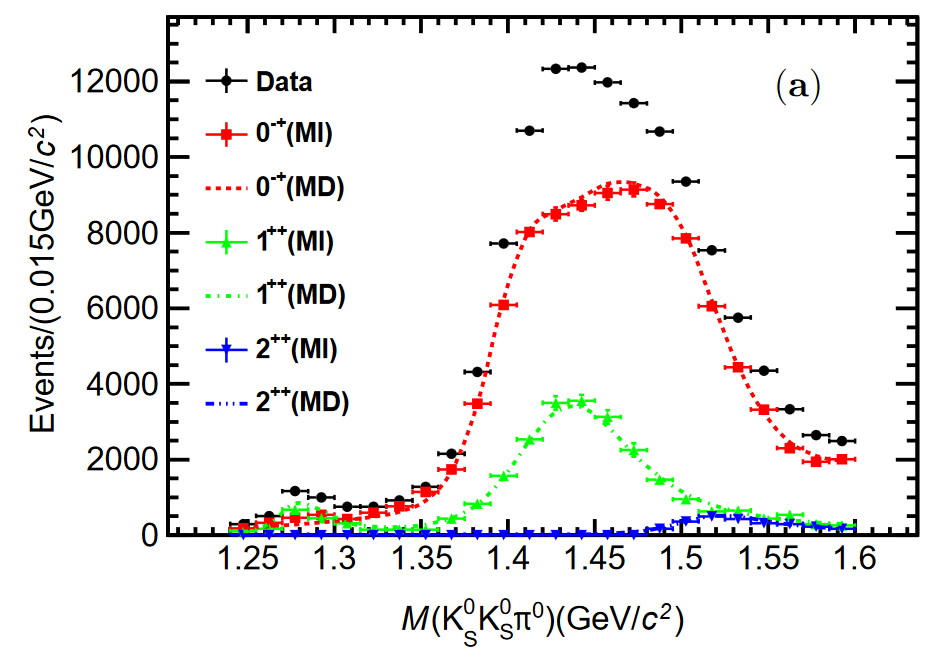 (a)
Data
0⁻⁺(MI)
0⁻⁺(MD)
1⁺⁺(MI)
1⁺⁺(MD)
2⁺⁺(MI)
2⁺⁺(MD)
Events/(0.015GeV/c²)
12000
10000
8000
6000
4000
2000
0
1.25 1.3 1.35 1.4 1.45 1.5 1.55 1.6
M(K⁰_S K⁰_S π⁰)(GeV/c²)